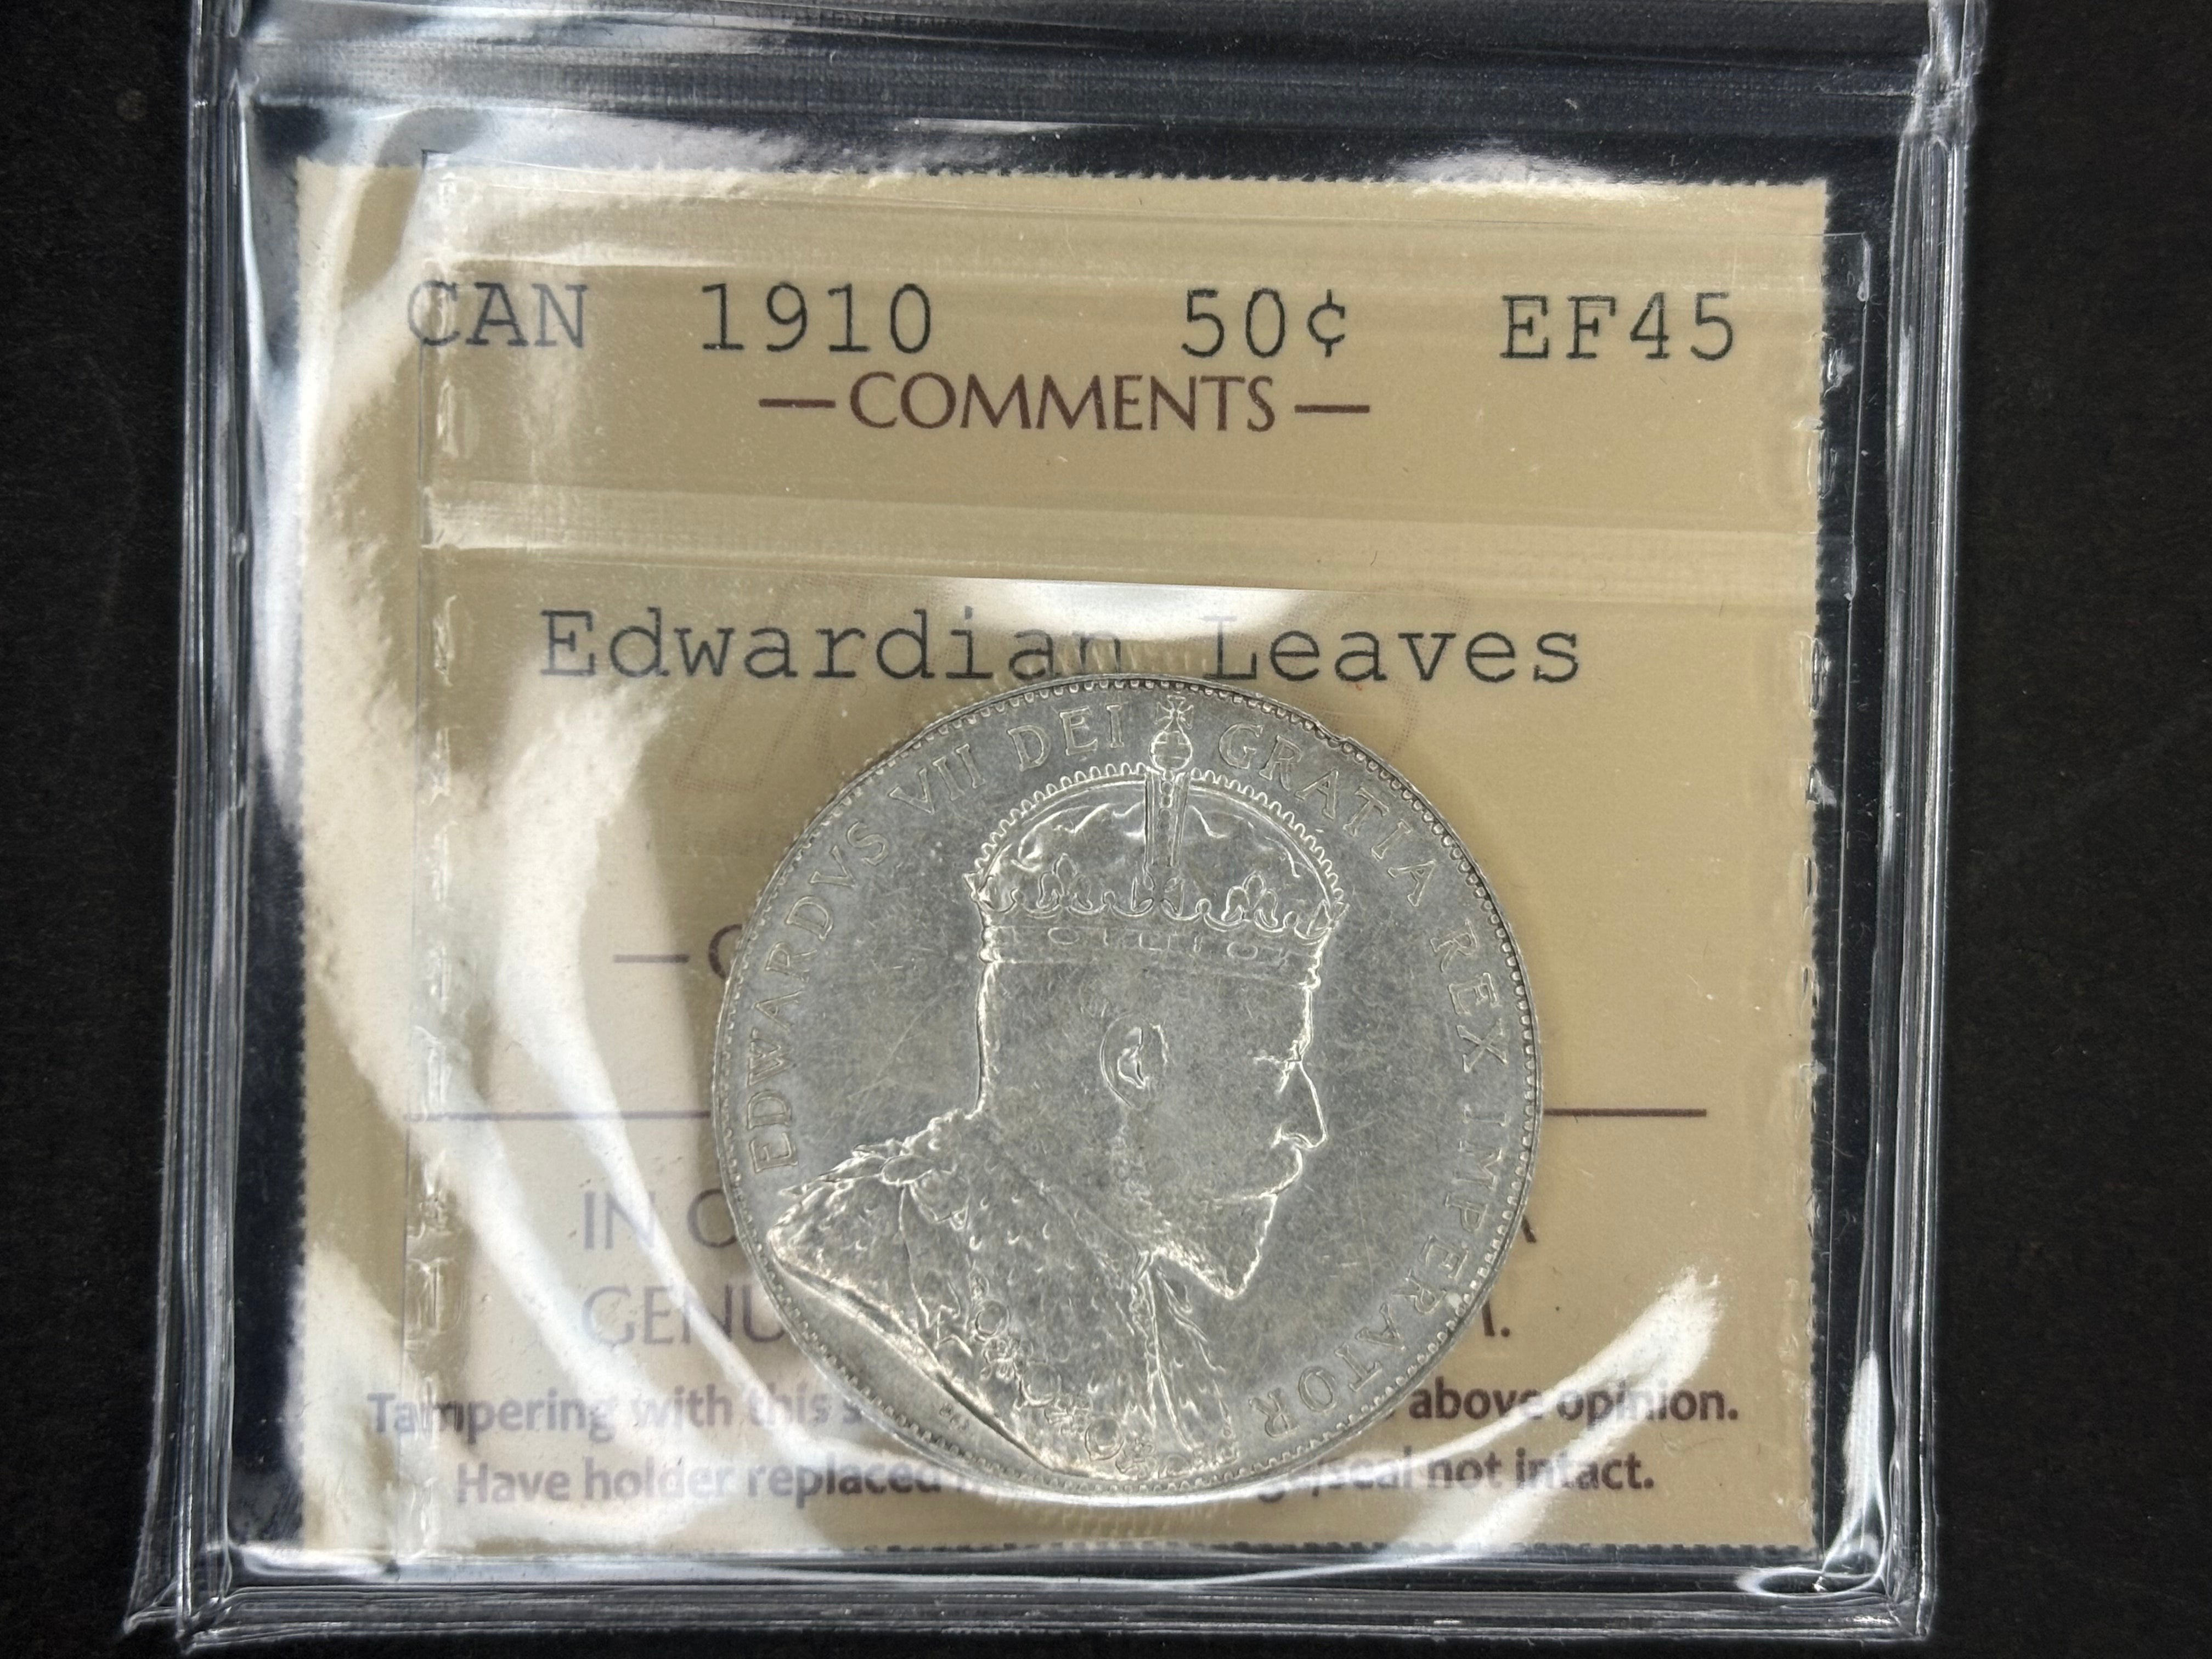 CAN 1910 50¢ EF45
— COMMENTS —
Edwardian Leaves
EDWARDVS VII DEI GRATIA REX IMPERATOR
IN
GENU
Tampering with this above opinion.
Have holder replaced seal not intact.